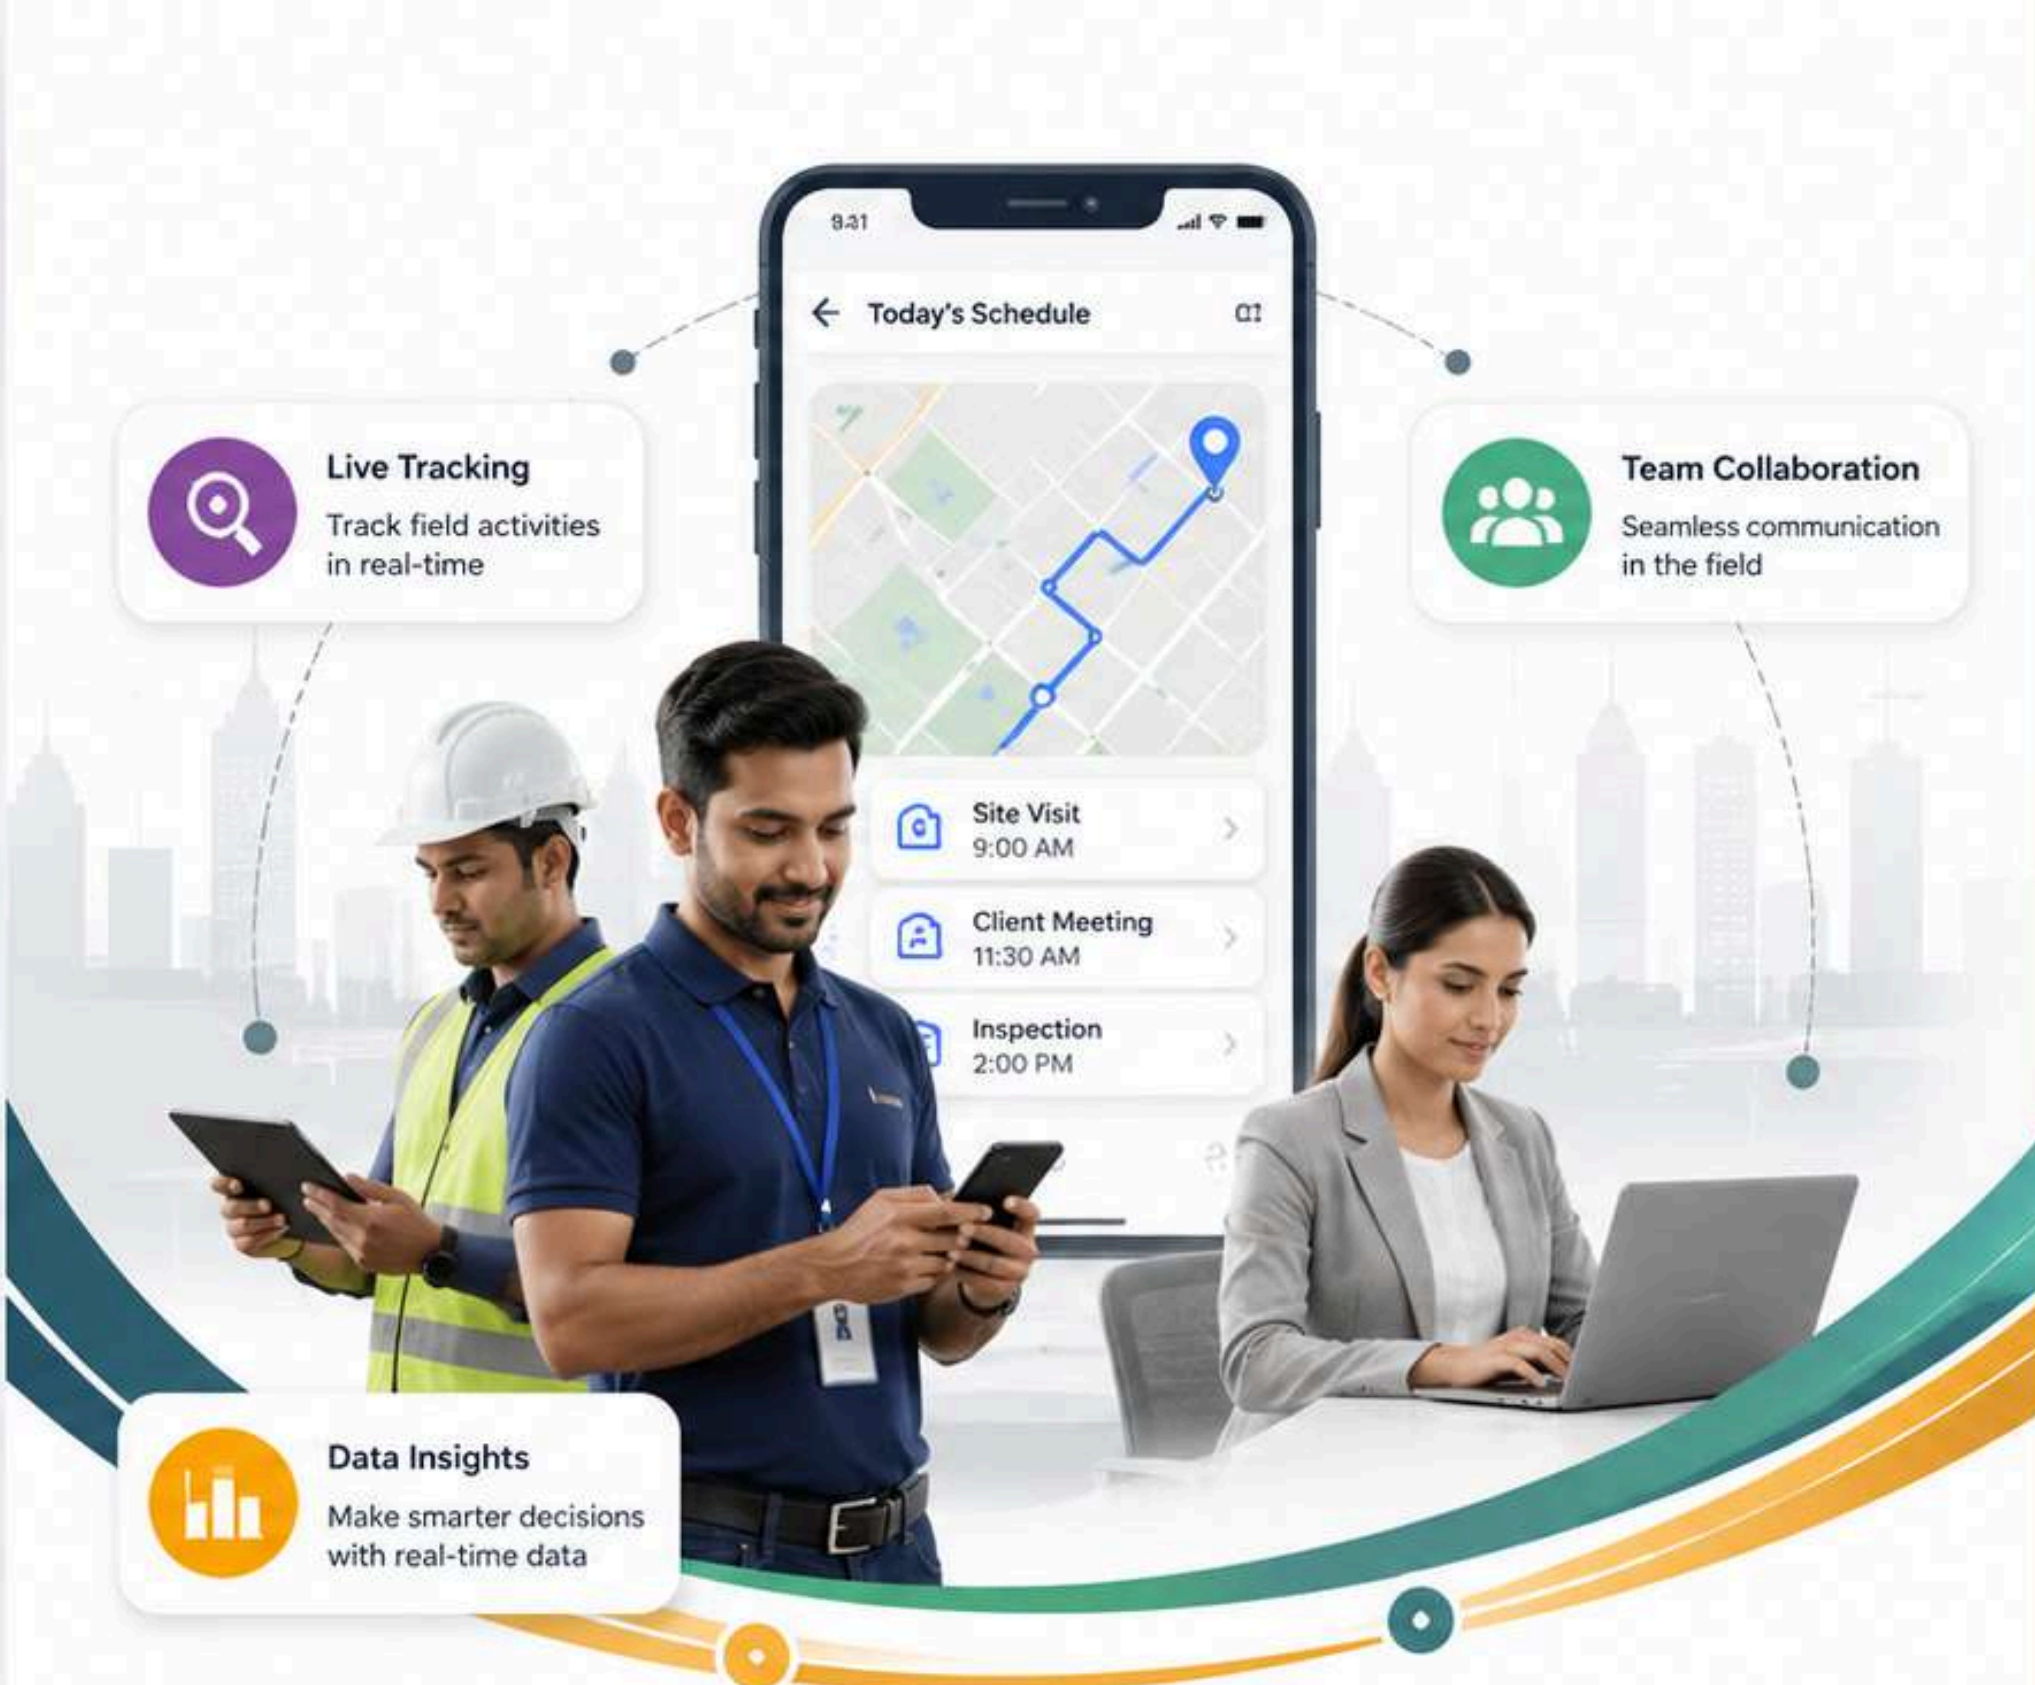 Today's Schedule
Live Tracking
Track field activities
in real-time
Team Collaboration
Seamless communication
in the field
Site Visit
9:00 AM
Client Meeting
11:30 AM
Inspection
2:00 PM
Data Insights
Make smarter decisions
with real-time data